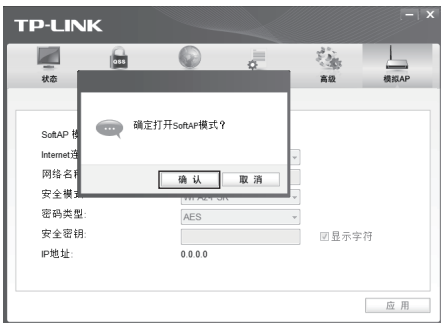 TP-LINK
QSS
状态
高级
模拟AP
确定打开SoftAP模式？
确认
取消
SoftAP 模
Internet连
网络名称
安全模式
密码类型:
AES
安全密钥:
显示字符
IP地址:
0.0.0.0
应用